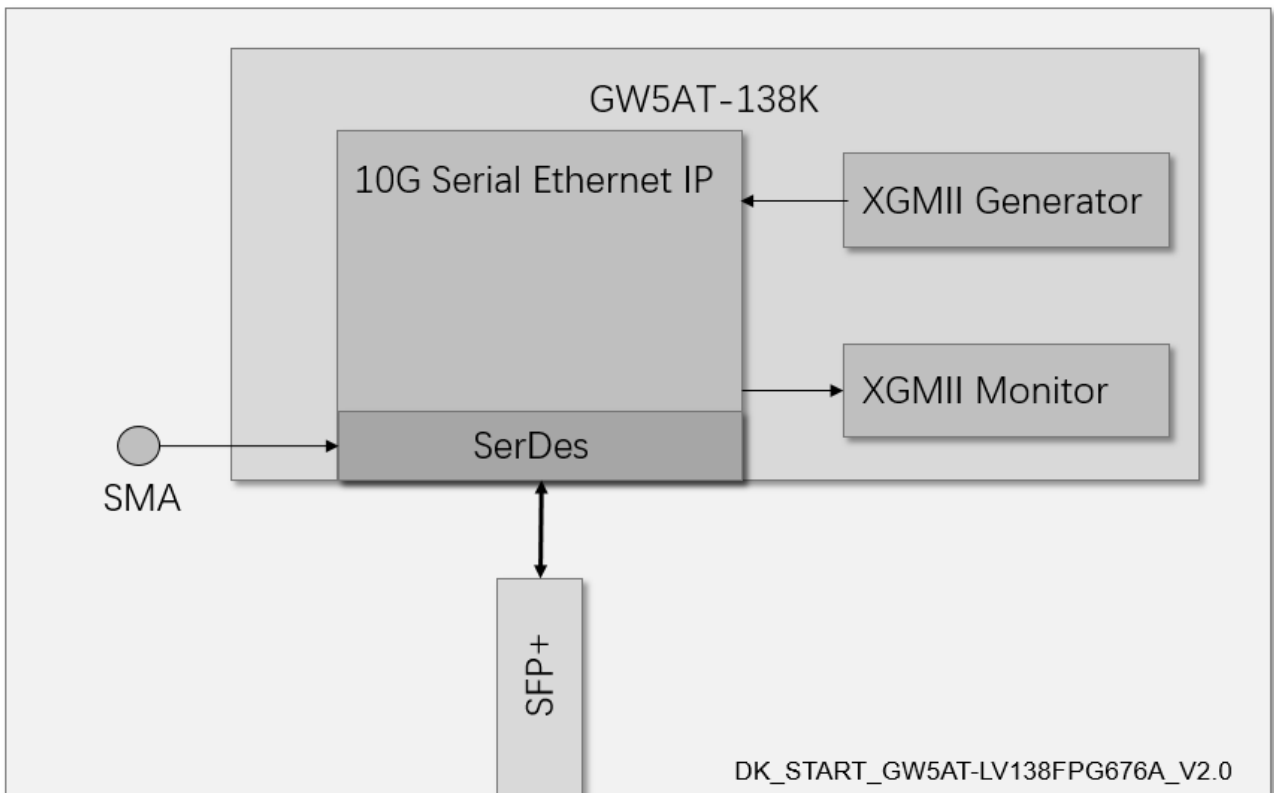 GW5AT-138K
10G Serial Ethernet IP
XGMII Generator
XGMII Monitor
SerDes
SMA
SFP+
DK_START_GW5AT-LV138FPG676A_V2.0